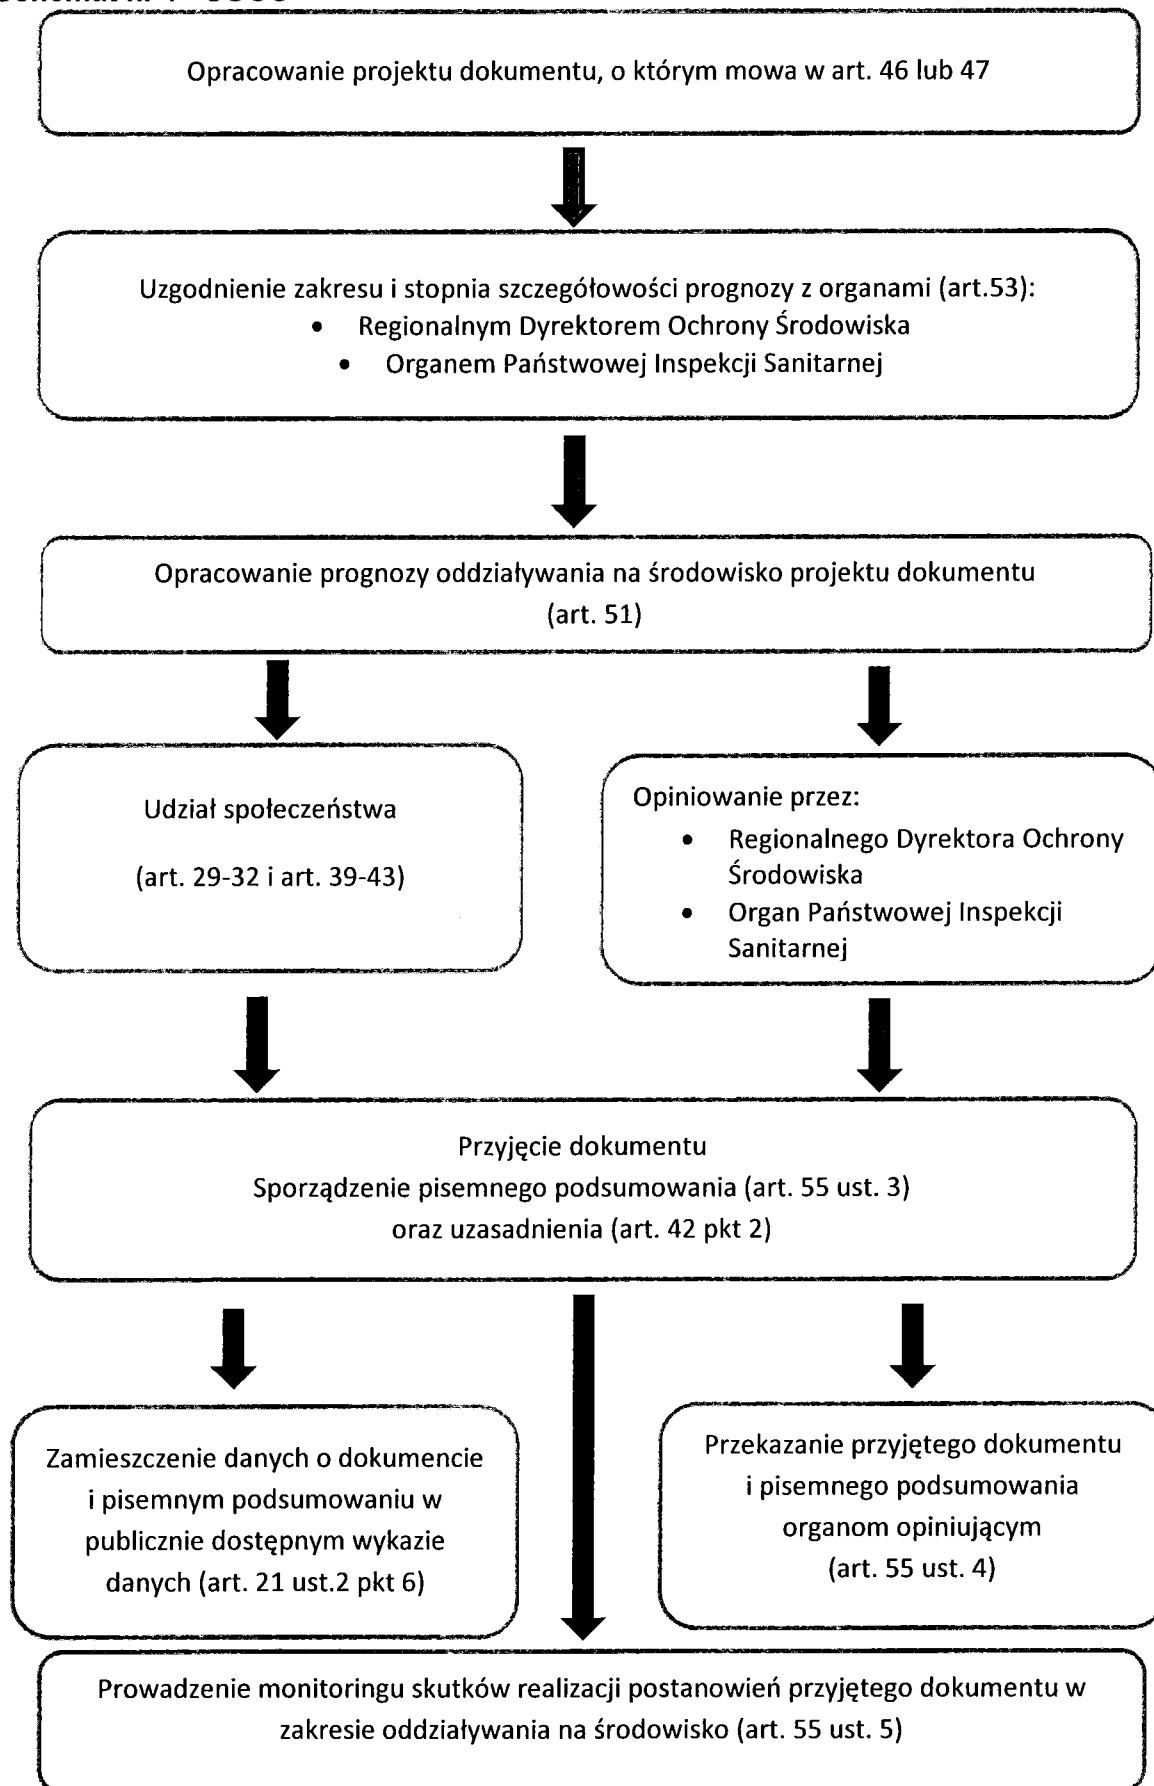 Opracowanie projektu dokumentu, o którym mowa w art. 46 lub 47
Uzgodnienie zakresu i stopnia szczegółowości prognozy z organami (art.53):
• Regionalnym Dyrektorem Ochrony Środowiska
• Organem Państwowej Inspekcji Sanitarnej
Opracowanie prognozy oddziaływania na środowisko projektu dokumentu
(art. 51)
Udział społeczeństwa
(art. 29-32 i art. 39-43)
Opiniowanie przez:
• Regionalnego Dyrektora Ochrony
Środowiska
• Organ Państwowej Inspekcji
Sanitarnej
Przyjęcie dokumentu
Sporządzenie pisemnego podsumowania (art. 55 ust. 3)
oraz uzasadnienia (art. 42 pkt 2)
Zamieszczenie danych o dokumencie
i pisemnym podsumowaniu w
publicznie dostępnym wykazie
danych (art. 21 ust.2 pkt 6)
Przekazanie przyjętego dokumentu
i pisemnego podsumowania
organom opiniującym
(art. 55 ust. 4)
Prowadzenie monitoringu skutków realizacji postanowień przyjętego dokumentu w
zakresie oddziaływania na środowisko (art. 55 ust. 5)